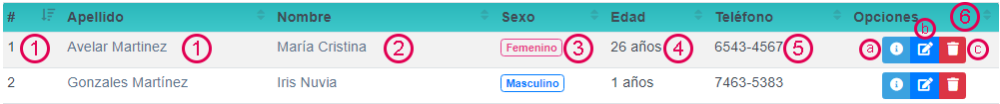 # Apellido Nombre Sexo Edad Teléfono Opciones 6
b
1 1 Avelar Martinez 1 María Cristina 2 Femenino 3 26 años 4 6543-4567 5 a c
2 Gonzales Martínez Iris Nuvia Masculino 1 años 7463-5383